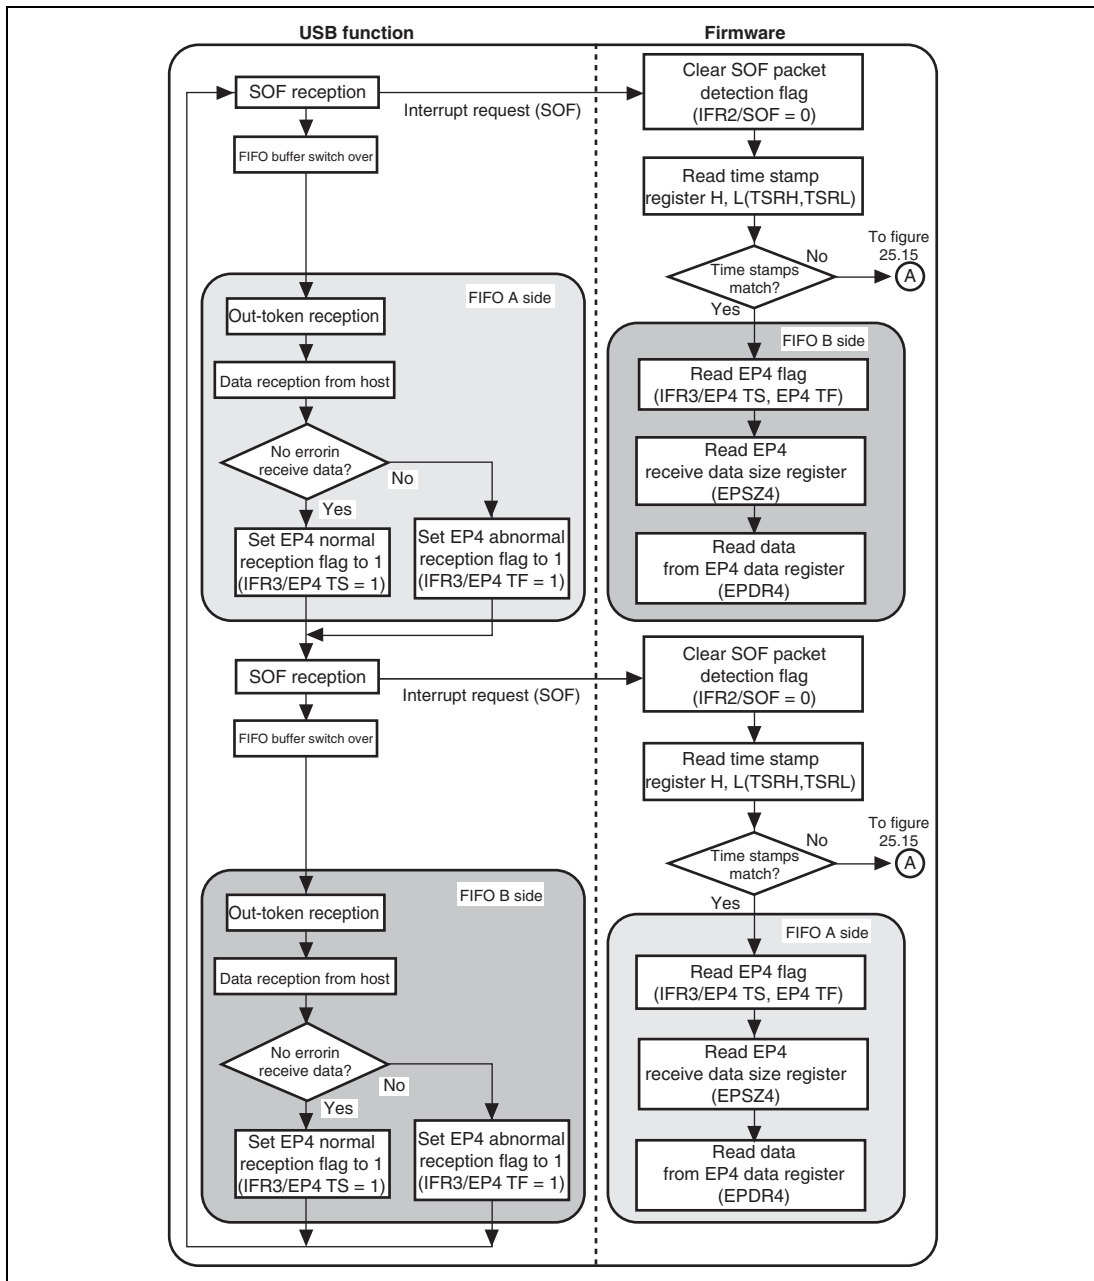 USB function
Firmware
SOF reception
Interrupt request (SOF)
Clear SOF packet
detection flag
(IFR2/SOF = 0)
FIFO buffer switch over
Read time stamp
register H, L(TSRH,TSRL)
Time stamps
match?
No
To figure
25.15
A
Yes
FIFO A side
Out-token reception
Data reception from host
No errorin
receive data?
No
Yes
Set EP4 normal
reception flag to 1
(IFR3/EP4 TS = 1)
Set EP4 abnormal
reception flag to 1
(IFR3/EP4 TF = 1)
FIFO B side
Read EP4 flag
(IFR3/EP4 TS, EP4 TF)
Read EP4
receive data size register
(EPSZ4)
Read data
from EP4 data register
(EPDR4)
SOF reception
Interrupt request (SOF)
Clear SOF packet
detection flag
(IFR2/SOF = 0)
FIFO buffer switch over
Read time stamp
register H, L(TSRH,TSRL)
Time stamps
match?
No
To figure
25.15
A
Yes
FIFO B side
Out-token reception
Data reception from host
No errorin
receive data?
No
Yes
Set EP4 normal
reception flag to 1
(IFR3/EP4 TS = 1)
Set EP4 abnormal
reception flag to 1
(IFR3/EP4 TF = 1)
FIFO A side
Read EP4 flag
(IFR3/EP4 TS, EP4 TF)
Read EP4
receive data size register
(EPSZ4)
Read data
from EP4 data register
(EPDR4)